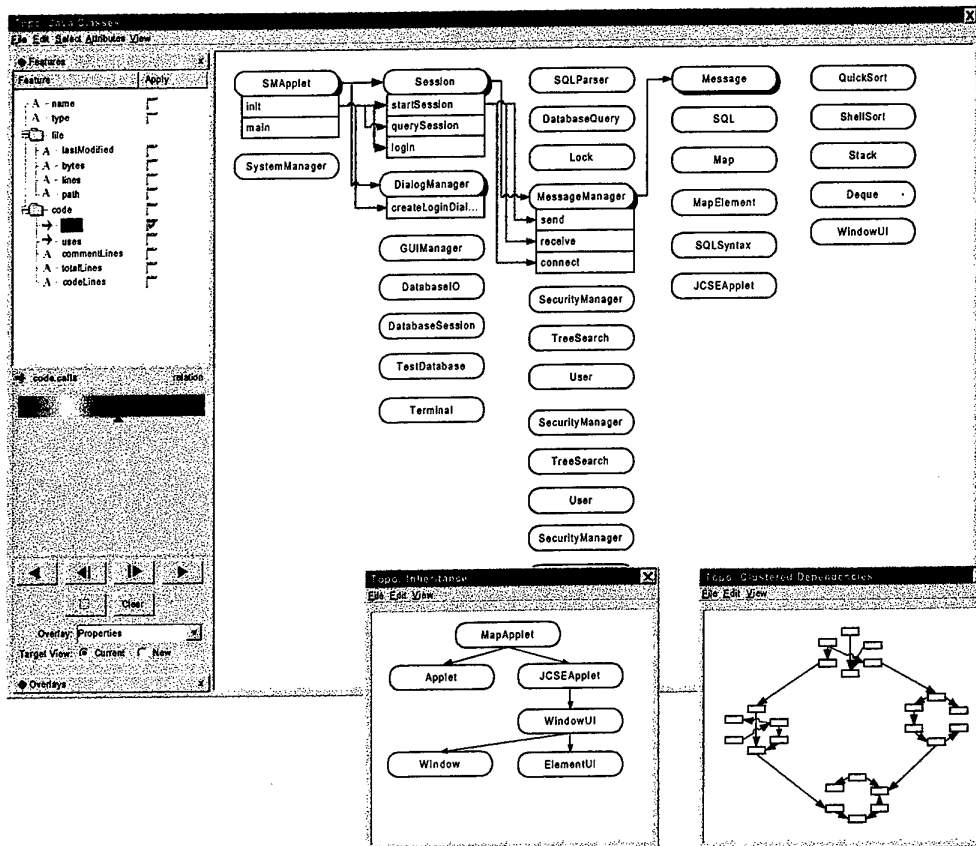 Topo: Java Classes
File Edit Select Attributes View
Features x
Feature Apply
A name
A type
file
A lastModified
A bytes
A lines
A path
code
uses
A commentLines
A totalLines
A codeLines
code.calls relation
Clear
Overlay: Properties
Target View: Current New
Overlays x
SMApplet
init
main
SystemManager
Session
startSession
querySession
login
DialogManager
createLoginDial...
GUIManager
DatabaseIO
DatabaseSession
TestDatabase
Terminal
SQLParser
DatabaseQuery
Lock
MessageManager
send
receive
connect
SecurityManager
TreeSearch
User
SecurityManager
TreeSearch
User
SecurityManager
Message
SQL
Map
MapElement
SQLSyntax
JCSEApplet
QuickSort
ShellSort
Stack
Deque
WindowUI
Topo: Inheritance
File Edit View
MapApplet
Applet
JCSEApplet
WindowUI
Window
ElementUI
Topo: Clustered Dependencies
File Edit View